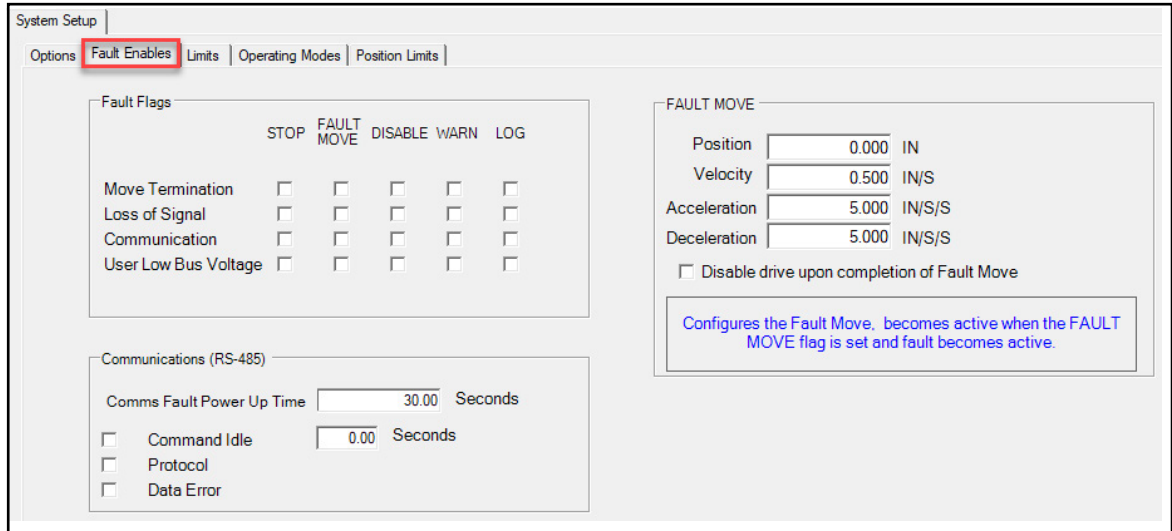 System Setup
Options Fault Enables Limits Operating Modes Position Limits
Fault Flags
STOP FAULT MOVE DISABLE WARN LOG
Move Termination
Loss of Signal
Communication
User Low Bus Voltage
Communications (RS-485)
Comms Fault Power Up Time 30.00 Seconds
Command Idle 0.00 Seconds
Protocol
Data Error
FAULT MOVE
Position 0.000 IN
Velocity 0.500 IN/S
Acceleration 5.000 IN/S/S
Deceleration 5.000 IN/S/S
Disable drive upon completion of Fault Move
Configures the Fault Move, becomes active when the FAULT
MOVE flag is set and fault becomes active.